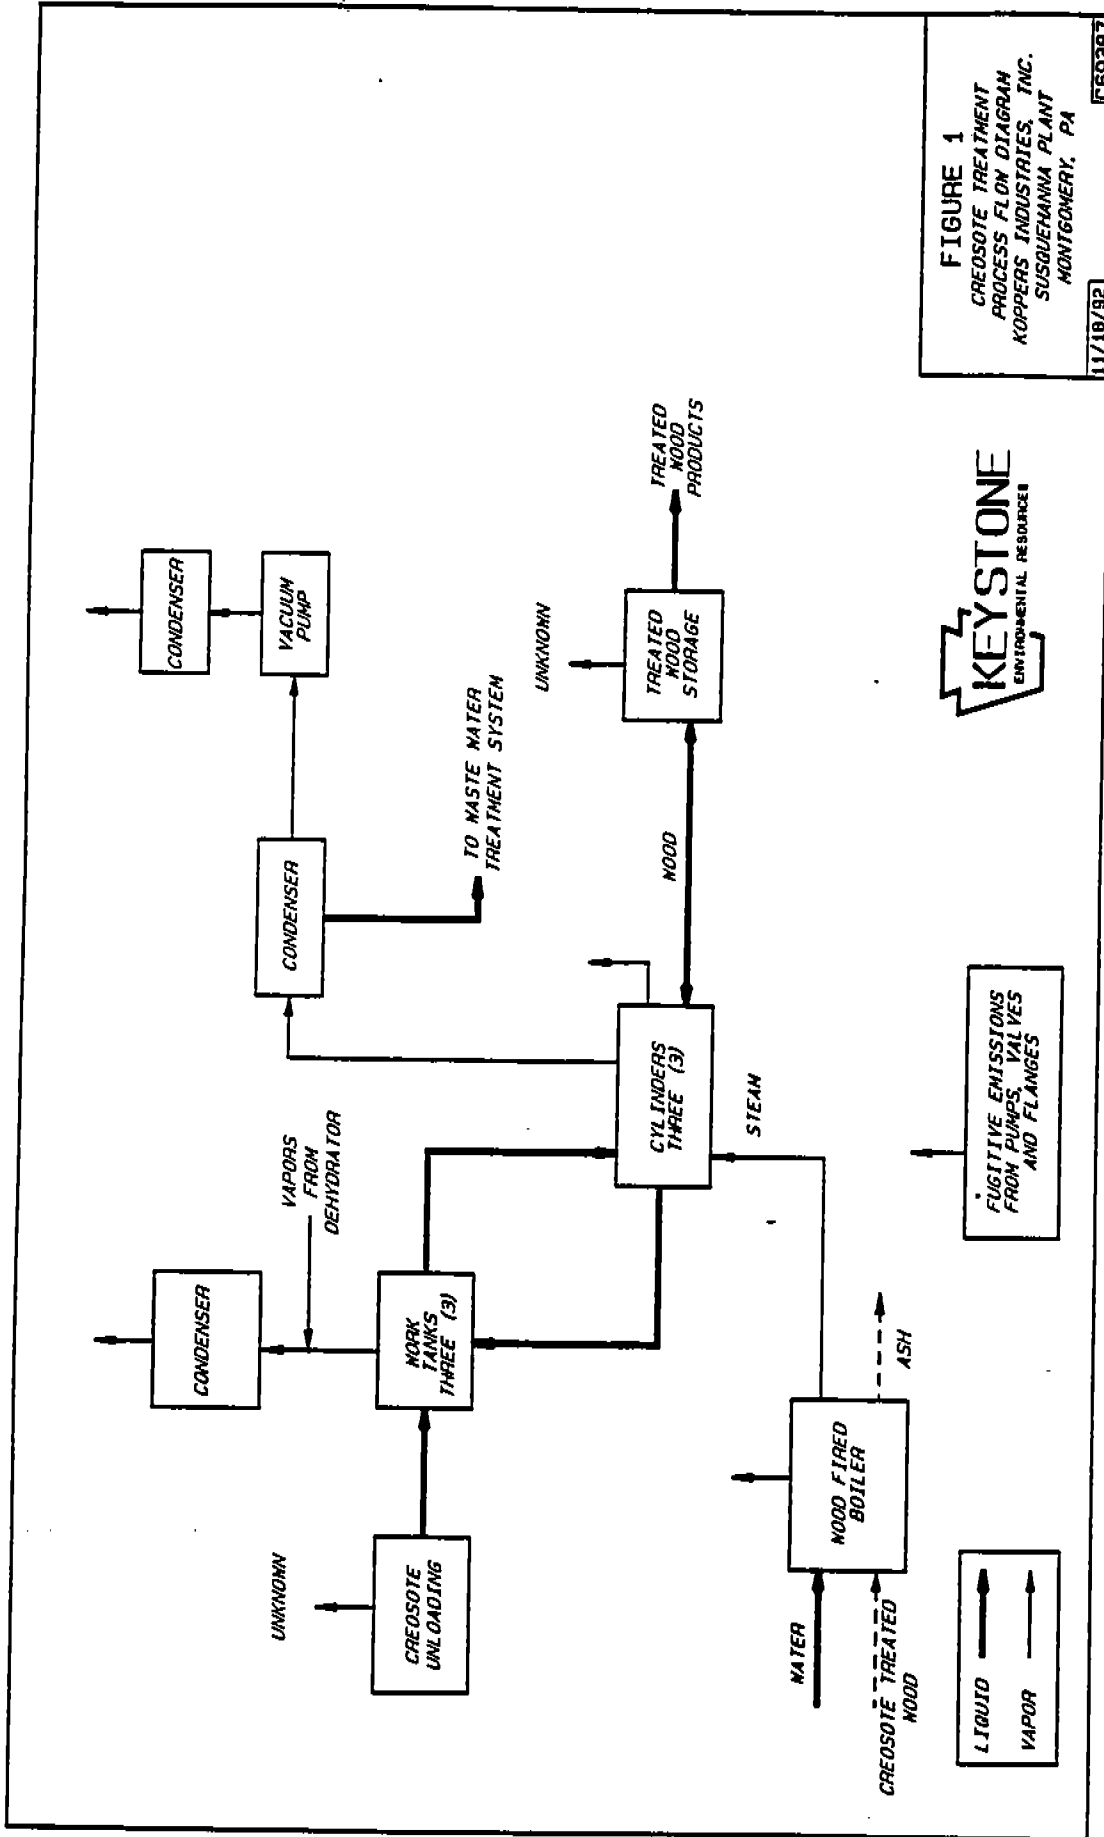 CONDENSER
CONDENSER
VACUUM
PUMP
VAPORS
FROM
DEHYDRATOR
CONDENSER
UNKNOWN
CREOSOTE
UNLOADING
WORK
TANKS
THREE (3)
TO WASTE WATER
TREATMENT SYSTEM
UNKNOWN
CYLINDERS
THREE (3)
WOOD
TREATED
WOOD
STORAGE
TREATED
WOOD
PRODUCTS
STEAM
WATER
CREOSOTE TREATED
WOOD
WOOD FIRED
BOILER
ASH
LIQUID
VAPOR
FUGITIVE EMISSIONS
FROM PUMPS, VALVES
AND FLANGES
KEYSTONE
ENVIRONMENTAL RESOURCES
FIGURE 1
CREOSOTE TREATMENT
PROCESS FLOW DIAGRAM
KOPPERS INDUSTRIES, INC.
SUSQUEHANNA PLANT
MONTGOMERY, PA
11/18/92